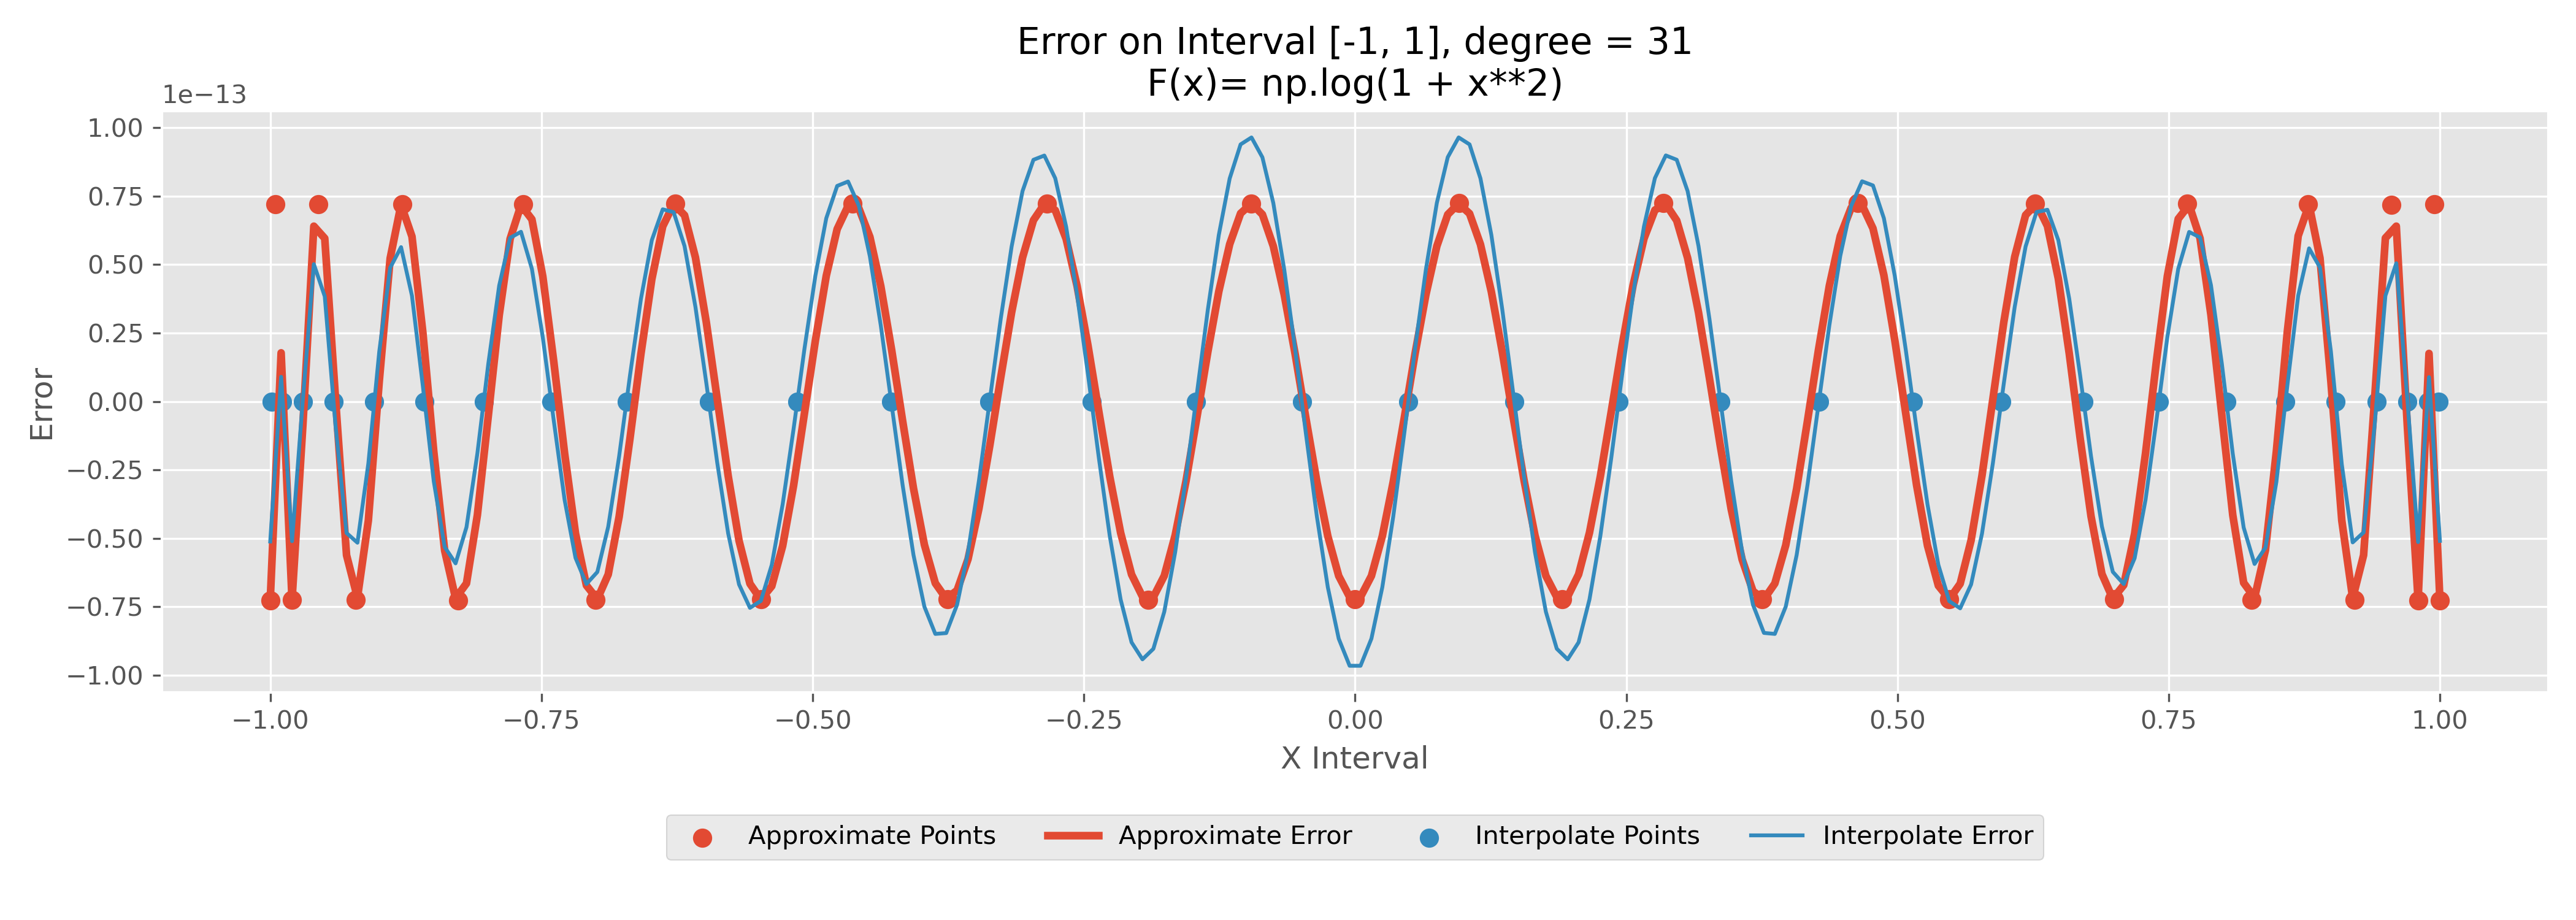 Error on Interval [-1, 1], degree = 31
F(x)= np.log(1 + x**2)
1e−13
1.00
0.75
0.50
0.25
0.00
−0.25
−0.50
−0.75
−1.00
Error
−1.00 −0.75 −0.50 −0.25 0.00 0.25 0.50 0.75 1.00
X Interval
Approximate Points Approximate Error Interpolate Points Interpolate Error